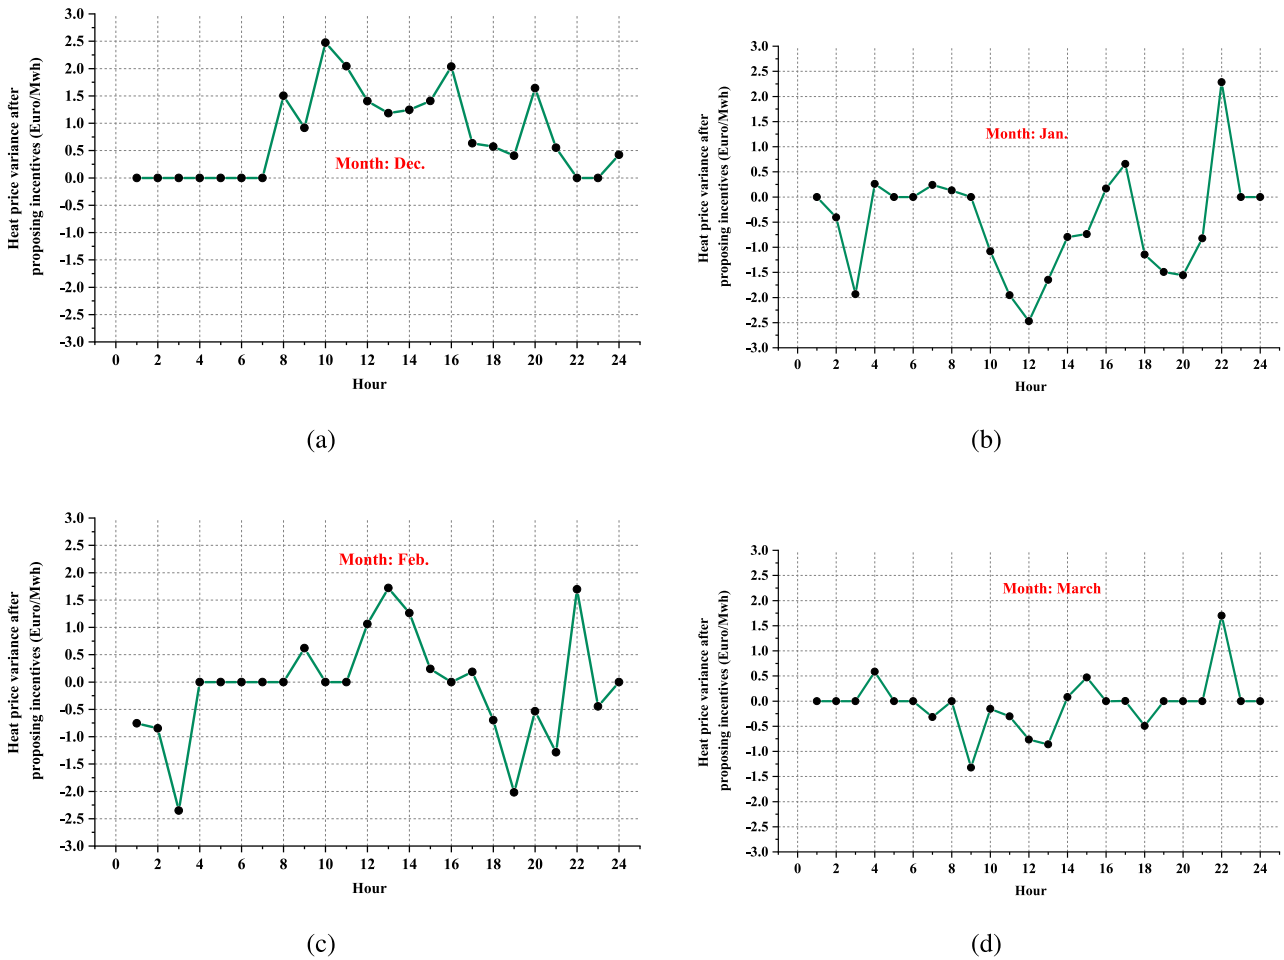 3.0
2.5
2.0
1.5
1.0
0.5
0.0
-0.5
-1.0
-1.5
-2.0
-2.5
-3.0
Heat price variance after
proposing incentives (Euro/Mwh)
Month: Dec.
0 2 4 6 8 10 12 14 16 18 20 22 24
Hour
(a)
3.0
2.5
2.0
1.5
1.0
0.5
0.0
-0.5
-1.0
-1.5
-2.0
-2.5
-3.0
Heat price variance after
proposing incentives (Euro/Mwh)
Month: Jan.
0 2 4 6 8 10 12 14 16 18 20 22 24
Hour
(b)
3.0
2.5
2.0
1.5
1.0
0.5
0.0
-0.5
-1.0
-1.5
-2.0
-2.5
-3.0
Heat price variance after
proposing incentives (Euro/Mwh)
Month: Feb.
0 2 4 6 8 10 12 14 16 18 20 22 24
Hour
(c)
3.0
2.5
2.0
1.5
1.0
0.5
0.0
-0.5
-1.0
-1.5
-2.0
-2.5
-3.0
Heat price variance after
proposing incentives (Euro/Mwh)
Month: March
0 2 4 6 8 10 12 14 16 18 20 22 24
Hour
(d)